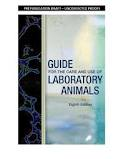 PREPUBLICATION DRAFT—UNCORRECTED PROOFS
GUIDE
FOR THE CARE AND USE OF
LABORATORY
ANIMALS
Eighth Edition